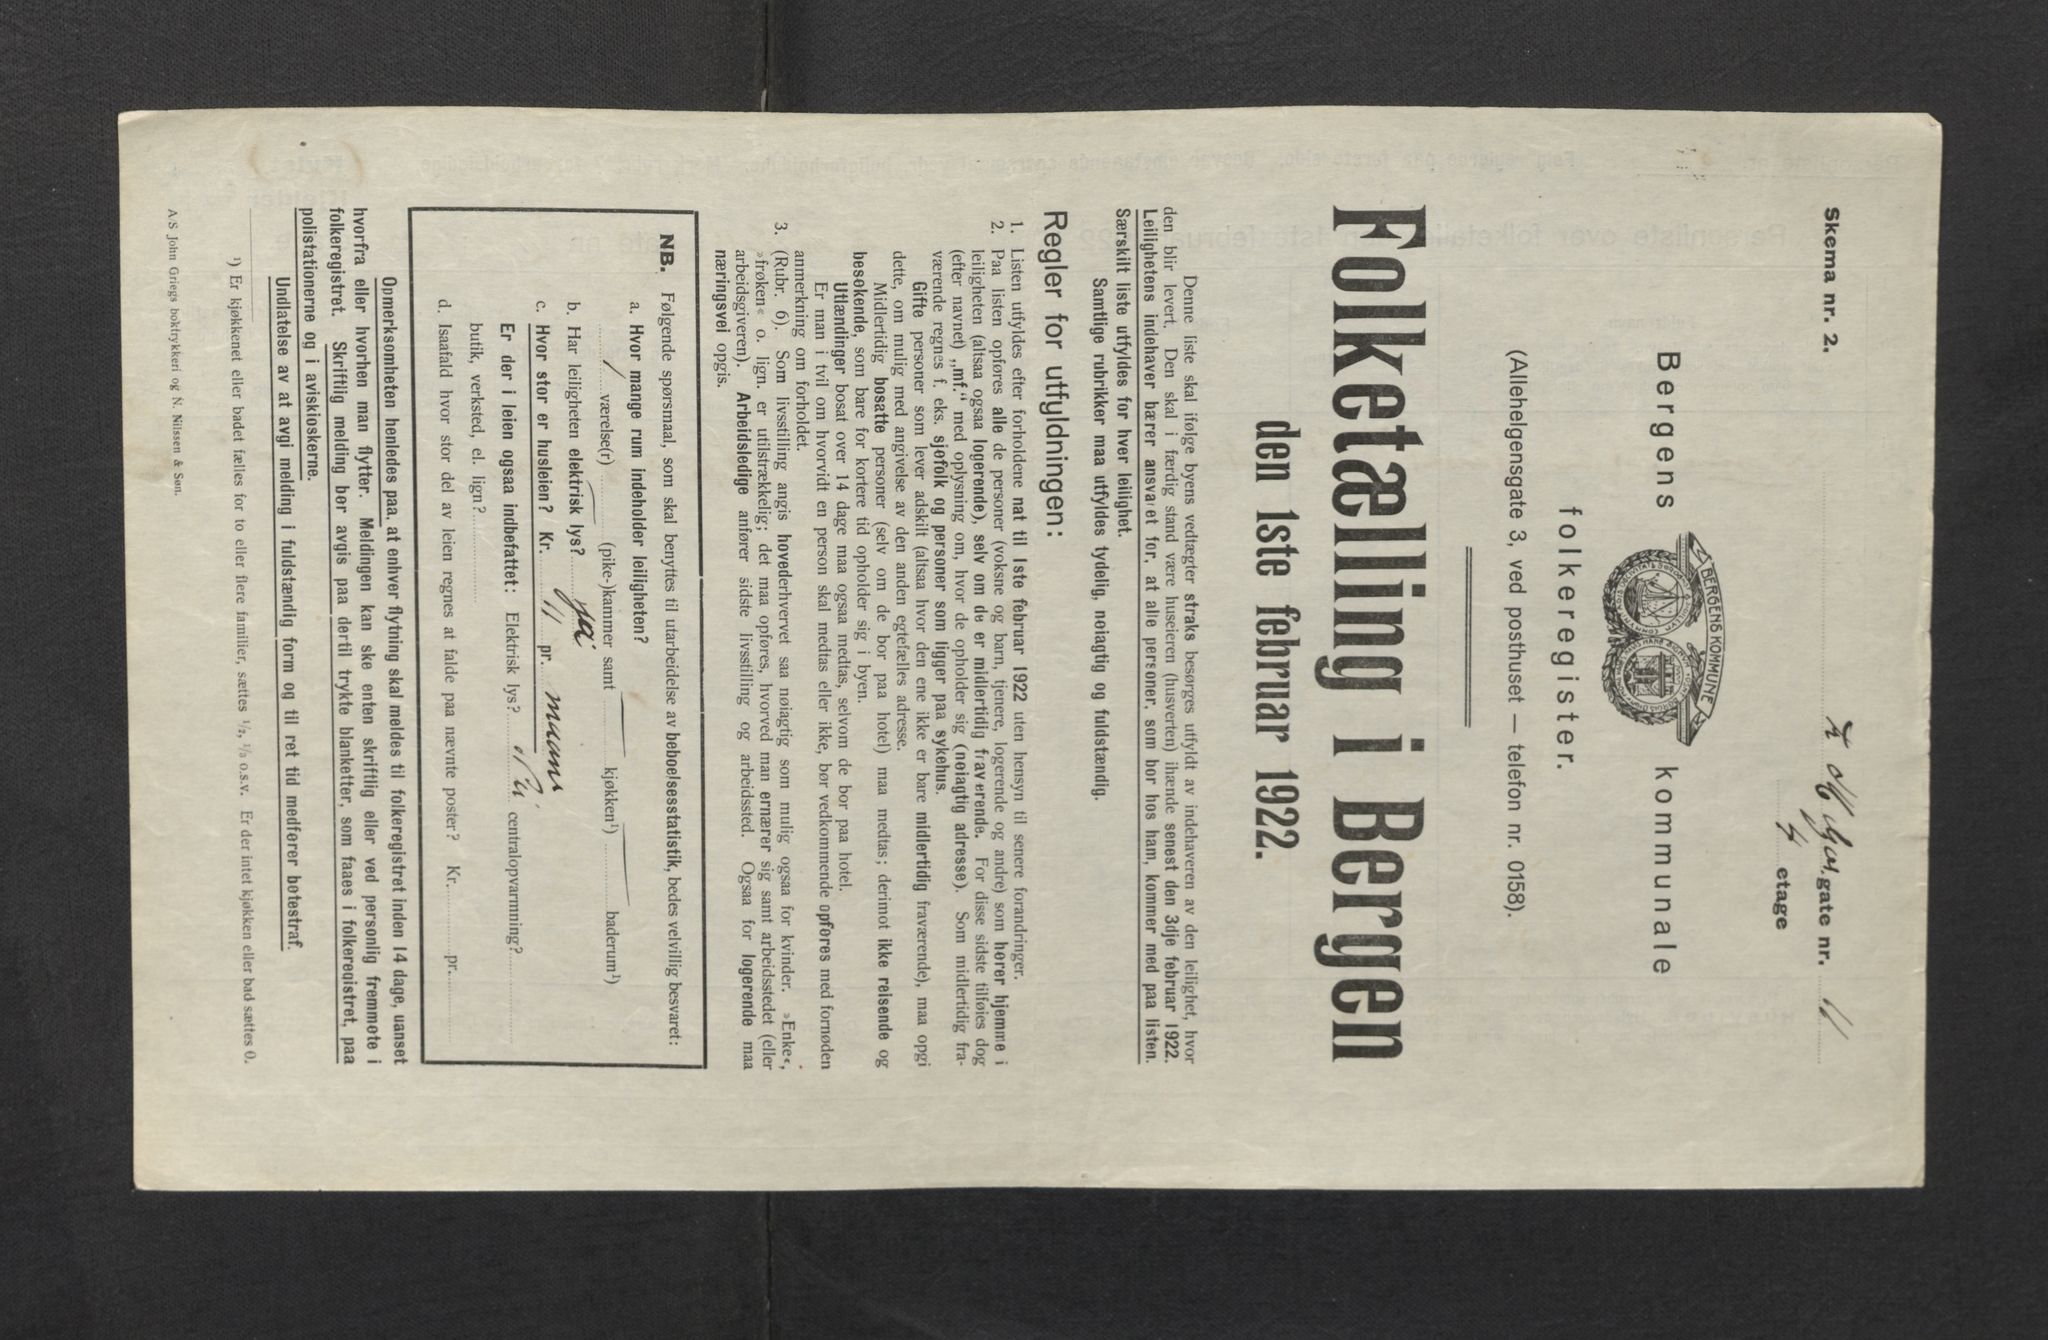 Skema nr. 2.
gate nr.
4 etage
Bergens kommunale
BERGENS KOMMUNE
folkeregister.
(Allehelgensgate 3, ved posthuset — telefon nr. 0158).
Folketælling i Bergen
den 1ste februar 1922.
Denne liste skal ifølge byens vedtægter straks besørges utfyldt av indehaveren av den leilighet, hvor
den blir levert. Den skal i færdig stand være huseieren (husverten) ihænde senest den 3dje februar 1922.
Leilighetens indehaver bærer ansvaret for, at alle personer, som bor hos ham, kommer med paa listen.
Særskilt liste utfyldes for hver leilighet.
Samtlige rubrikker maa utfyldes tydelig, nøiagtig og fuldstændig.
Regler for utfyldningen:
1. Listen utfyldes efter forholdene nat til 1ste februar 1922 uten hensyn til senere forandringer.
2. Paa listen opføres alle de personer (voksne og barn, tjenere, logerende og andre) som hører hjemme i
leiligheten (altsaa ogsaa logerende), selv om de er midlertidig fraværende. For disse sidste tilføies dog
(efter navnet) „mf.“ med oplysning om, hvor de opholder sig (nøiagtig adresse). Som midlertidig fra-
værende regnes f. eks. sjøfolk og personer som ligger paa sykehus.
Gifte personer som lever adskilt (altsaa hvor den ene ikke er bare midlertidig fraværende), maa opgi
dette, om mulig med angivelse av den anden egtefælles adresse.
Midlertidig bosatte personer (selv om de bor paa hotel) maa medtas; derimot ikke reisende og
besøkende, som bare for kortere tid opholder sig i byen.
Utlændinger bosat over 14 dage maa ogsaa medtas, selvom de bor paa hotel.
Er man i tvil om hvorvidt en person skal medtas eller ikke, bør vedkommende opføres med fornøden
anmerkning om forholdet.
3. (Rubr. 6). Som livsstilling angis hovederhvervet saa nøiagtig som mulig ogsaa for kvinder. »Enke«,
»frøken« o. lign. er utilstrækkelig; det maa opføres, hvorved man ernærer sig samt arbeidsstedet (eller
arbeidsgiveren). Arbeidsledige anfører sidste livsstilling og arbeidssted. Ogsaa for logerende maa
næringsvei opgis.
NB. Følgende spørsmaal, som skal benyttes til utarbeidelse av beboelsesstatistik, bedes velvillig besvaret:
a. Hvor mange rum indeholder leiligheten?
1 værelse(r) — (pike-)kammer samt — kjøkken¹) — baderum¹)
b. Har leiligheten elektrisk lys? ja
c. Hvor stor er husleien? Kr. 11 pr. maane
Er der i leien ogsaa indbefattet: Elektrisk lys? centralopvarmning?
butik, verksted, el. lign?
d. Isaafald hvor stor del av leien regnes at falde paa nævnte poster? Kr. pr.
Opmerksomheten henledes paa, at enhver flytning skal meldes til folkeregistret inden 14 dage, uanset
hvorfra eller hvorhen man flytter. Meldingen kan ske enten skriftlig eller ved personlig fremmøte i
folkeregistret. Skriftlig melding bør avgis paa dertil trykte blanketter, som faaes i folkeregistret, paa
polistationerne og i aviskioskerne.
Undlatelse av at avgi melding i fuldstændig form og til ret tid medfører bøtestraf.
¹) Er kjøkkenet eller badet fælles for to eller flere familier, sættes ¹/₂, ¹/₃ o.s.v. Er der intet kjøkken eller bad sættes 0.
A/S John Griegs boktrykkeri og N. Nilssen & Søn.